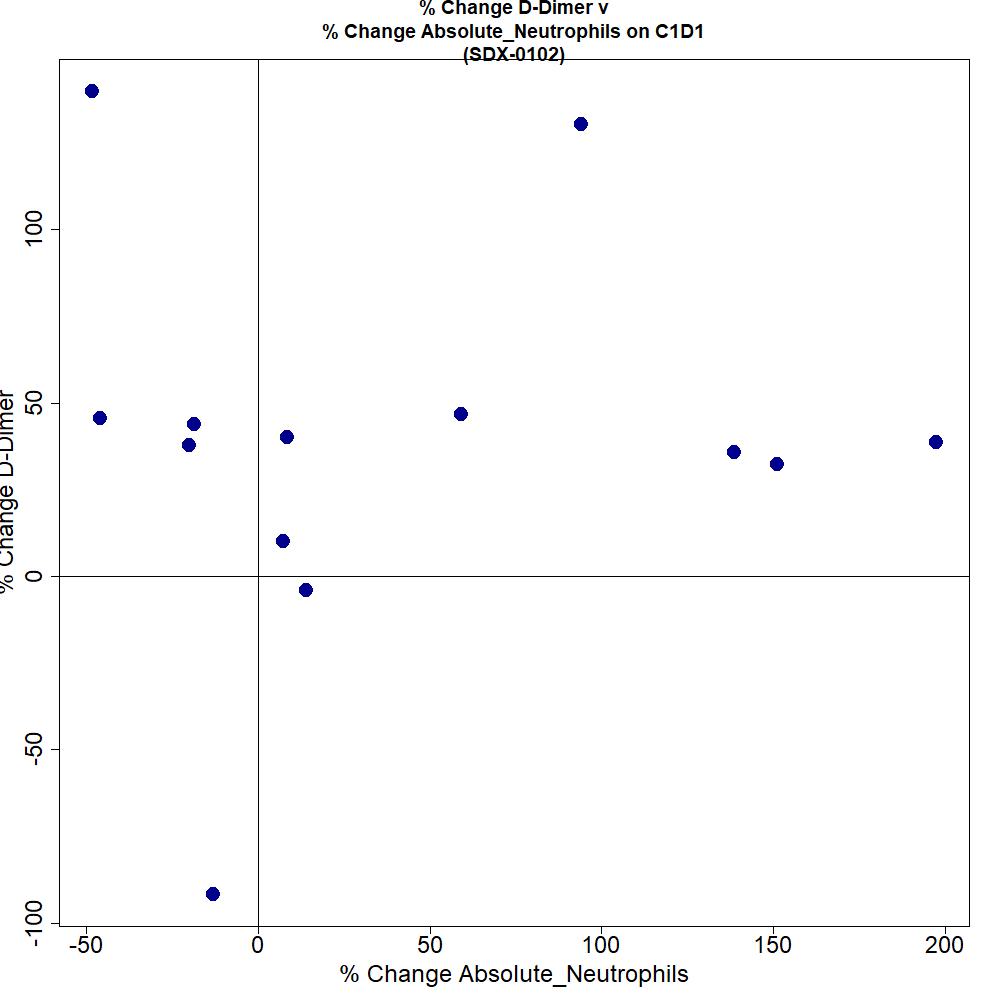 % Change D-Dimer v
% Change Absolute_Neutrophils on C1D1
(SDX-0102)
% Change D-Dimer
100
50
0
-50
-100
-50
0
50
100
150
200
% Change Absolute_Neutrophils